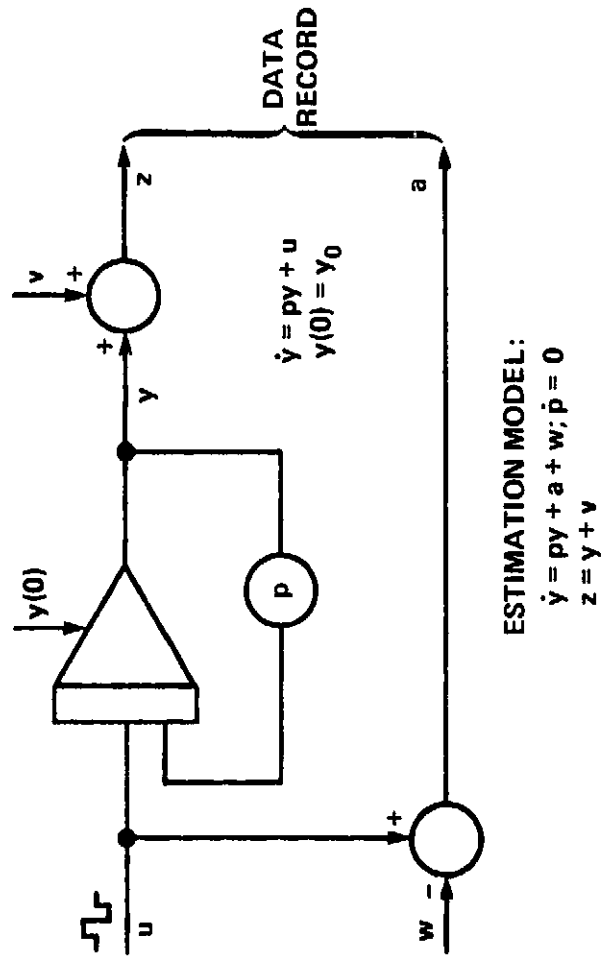 u
w
−
+
y(0)
p
y
+
v
+
z
a
DATA
RECORD
ẏ = py + u
y(0) = y₀
ESTIMATION MODEL:
ẏ = py + a + w; ṗ = 0
z = y + v